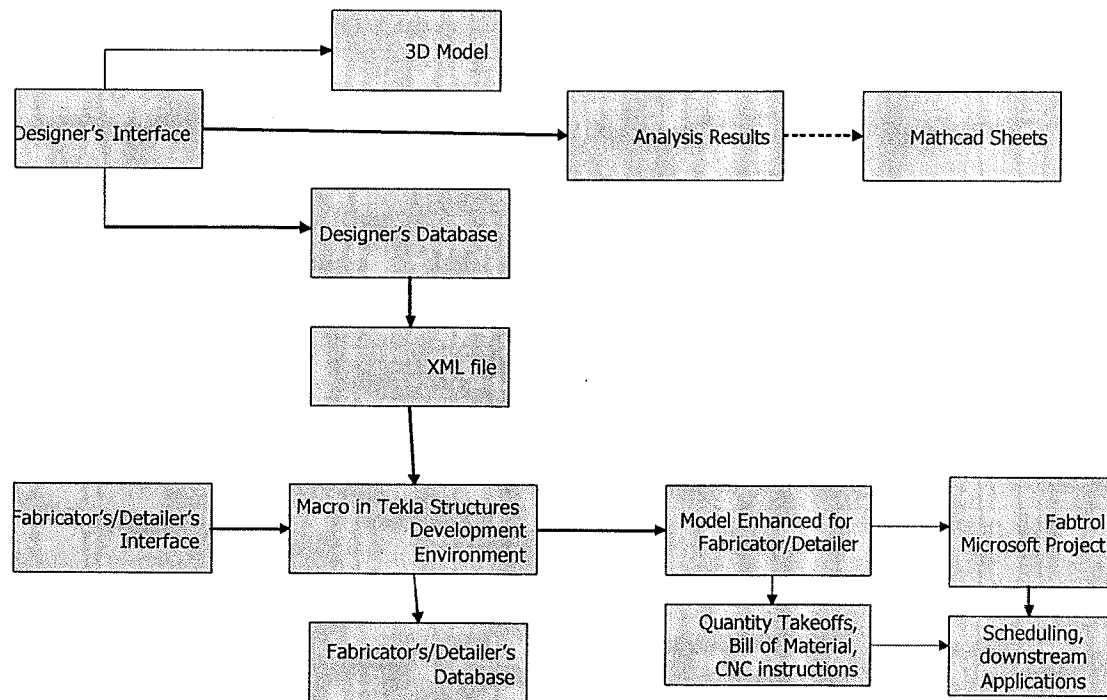 3D Model
Designer's Interface
Analysis Results
Mathcad Sheets
Designer's Database
XML file
Fabricator's/Detailer's
Interface
Macro in Tekla Structures
Development
Environment
Model Enhanced for
Fabricator/Detailer
Fabtrol
Microsoft Project
Fabricator's/Detailer's
Database
Quantity Takeoffs,
Bill of Material,
CNC instructions
Scheduling,
downstream
Applications